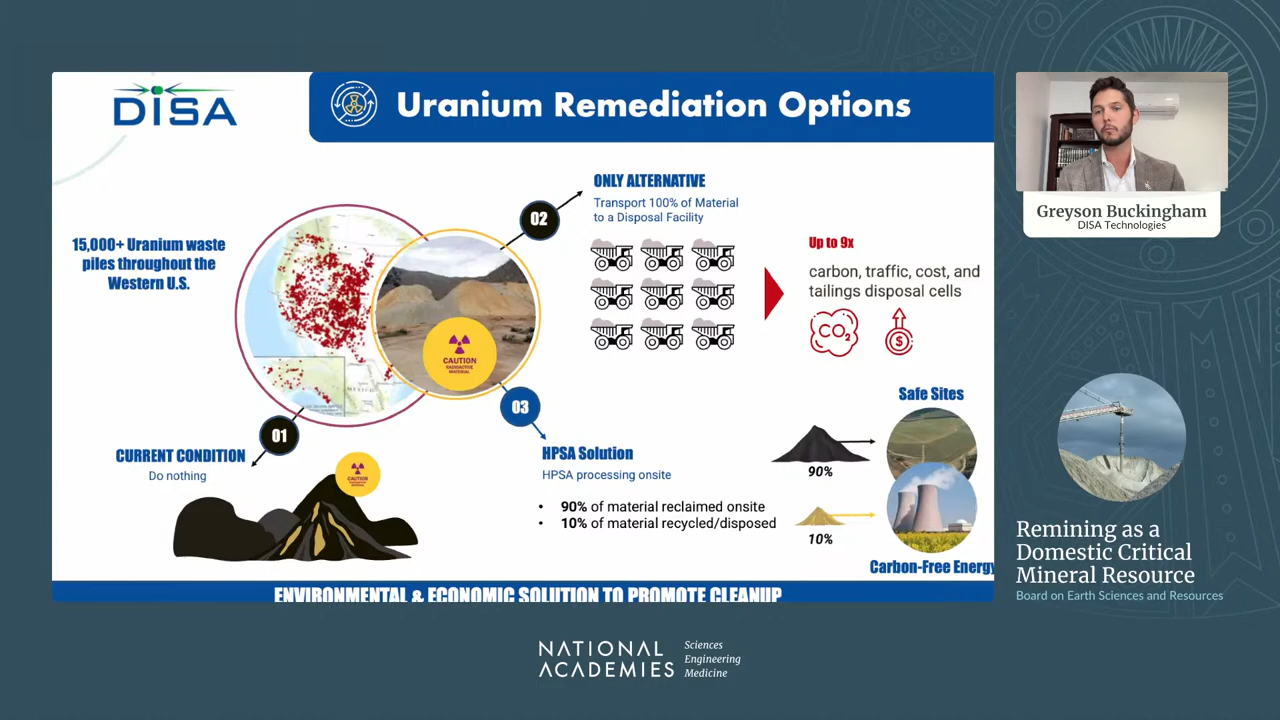 DISA
Uranium Remediation Options
15,000+ Uranium waste
piles throughout the
Western U.S.
02
ONLY ALTERNATIVE
Transport 100% of Material
to a Disposal Facility
Up to 9x
carbon, traffic, cost, and
tailings disposal cells
CO2
$
CAUTION
RADIOACTIVE
MATERIAL
01
CURRENT CONDITION
Do nothing
CAUTION
03
HPSA Solution
HPSA processing onsite
• 90% of material reclaimed onsite
• 10% of material recycled/disposed
90%
10%
Safe Sites
Carbon-Free Energy
ENVIRONMENTAL & ECONOMIC SOLUTION TO PROMOTE CLEANUP
Greyson Buckingham
DISA Technologies
Remining as a
Domestic Critical
Mineral Resource
Board on Earth Sciences and Resources
NATIONAL
ACADEMIES
Sciences
Engineering
Medicine